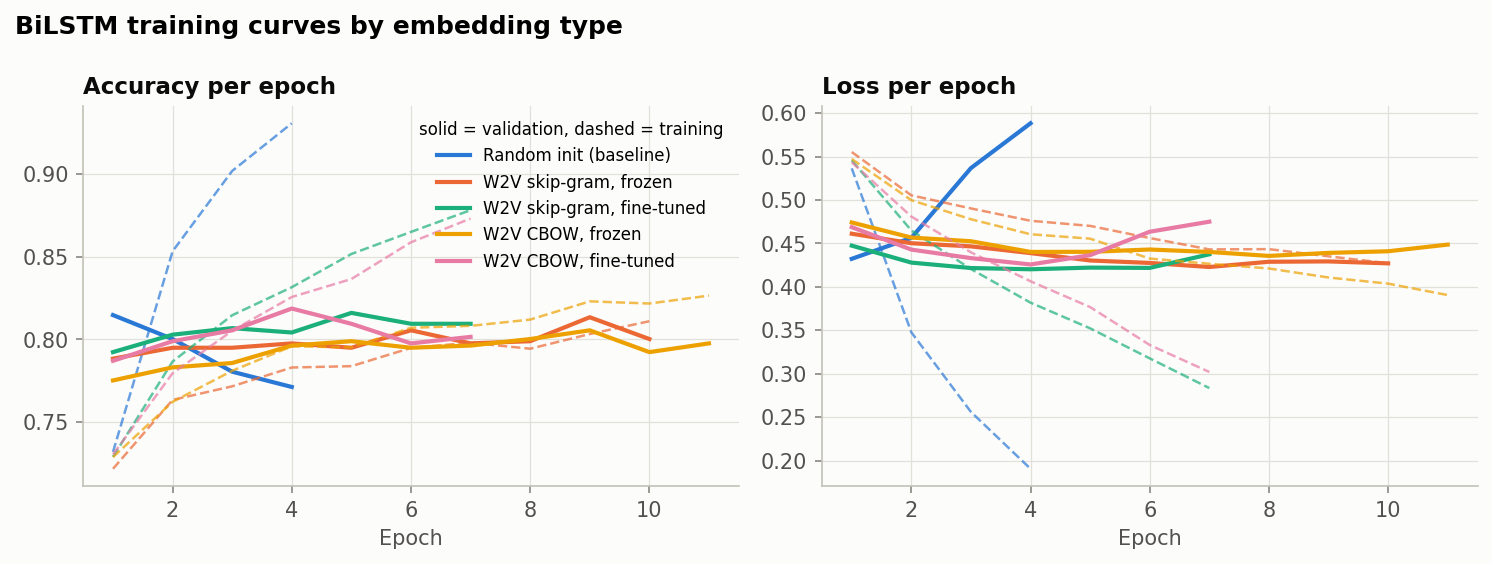 BiLSTM training curves by embedding type
Accuracy per epoch
solid = validation, dashed = training
Random init (baseline)
W2V skip-gram, frozen
W2V skip-gram, fine-tuned
W2V CBOW, frozen
W2V CBOW, fine-tuned
0.90
0.85
0.80
0.75
2 4 6 8 10
Epoch
Loss per epoch
0.60
0.55
0.50
0.45
0.40
0.35
0.30
0.25
0.20
2 4 6 8 10
Epoch